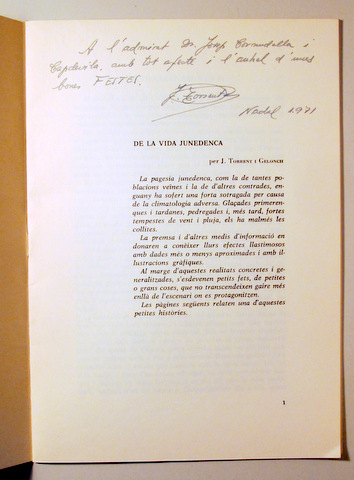 A l'admirat Dr. Josep Cornudella i
Capdevila, amb tot afecte i l'anhel d'unes
bones FESTES.
J. Torrent
Nadal 1971
DE LA VIDA JUNEDENCA
per J. TORRENT I GELONCH
La pagesia junedenca, com la de tantes po-
blacions veïnes i la de d'altres contrades, en-
guany ha sofert una forta sotragada per causa
de la climatologia adversa. Glaçades primeren-
ques i tardanes, pedregades i, més tard, fortes
tempestes de vent i pluja, els han malmès les
collites.
La premsa i d'altres medis d'informació en
donaren a conèixer llurs efectes llastimosos
amb dades més o menys aproximades i amb il-
lustracions gràfiques.
Al marge d'aquestes realitats concretes i ge-
neralitzades, s'esdevenen petits fets, de petites
o grans coses, que no transcendeixen gaire més
enllà de l'escenari on es protagonitzen.
Les pàgines següents relaten una d'aquestes
petites històries.
1